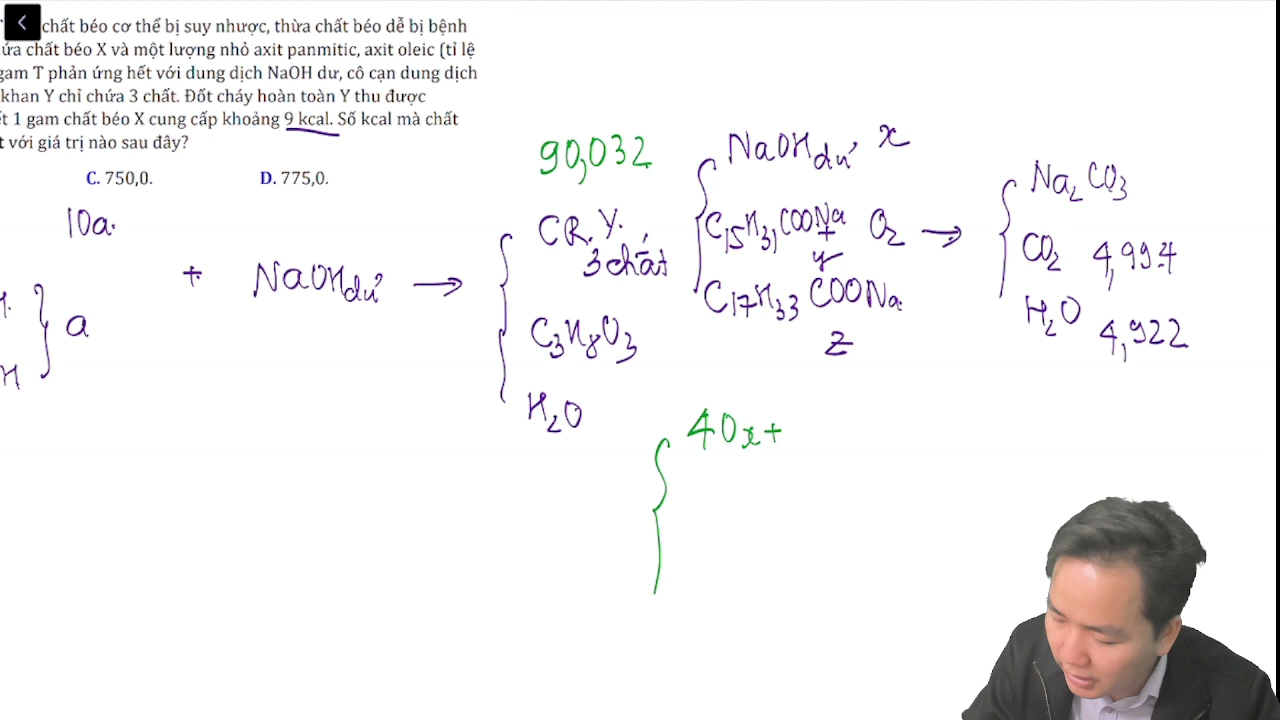 chất béo cơ thể bị suy nhược, thừa chất béo dễ bị bệnh
ứa chất béo X và một lượng nhỏ axit panmitic, axit oleic (tỉ lệ
gam T phản ứng hết với dung dịch NaOH dư, cô cạn dung dịch
khan Y chỉ chứa 3 chất. Đốt cháy hoàn toàn Y thu được
t 1 gam chất béo X cung cấp khoảng 9 kcal. Số kcal mà chất
t với giá trị nào sau đây?
C. 750,0. D. 775,0.
10a.
a
+ NaOH dư →
90,032
CR. Y.
3 chất
C3H8O3
H2O
NaOH dư x
C15H31COONa
y
C17H33COONa
z
+ O2 →
Na2CO3
CO2 4,994
H2O 4,922
40x+